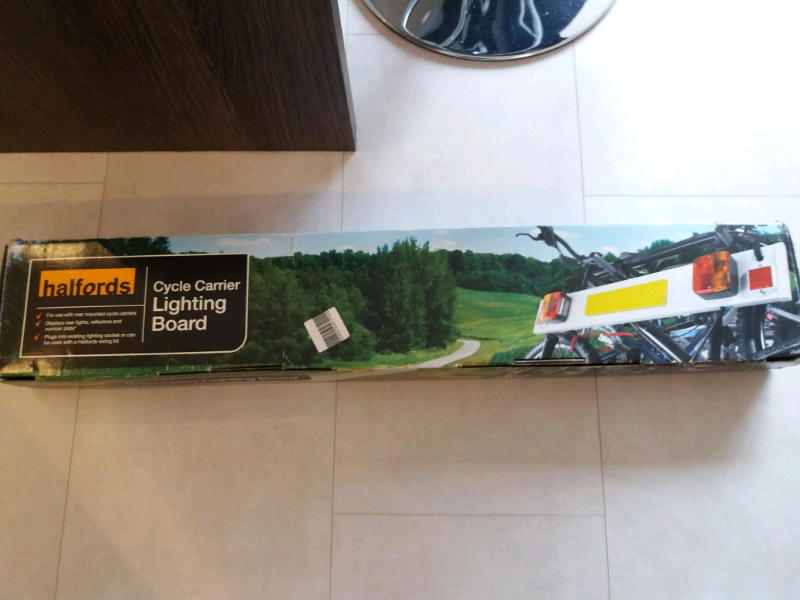 halfords
Cycle Carrier
Lighting
Board
For use with rear mounted cycle carriers
Displays rear lights, reflectors and
number plate*
Plugs into existing lighting socket or can
be used with a Halfords wiring kit